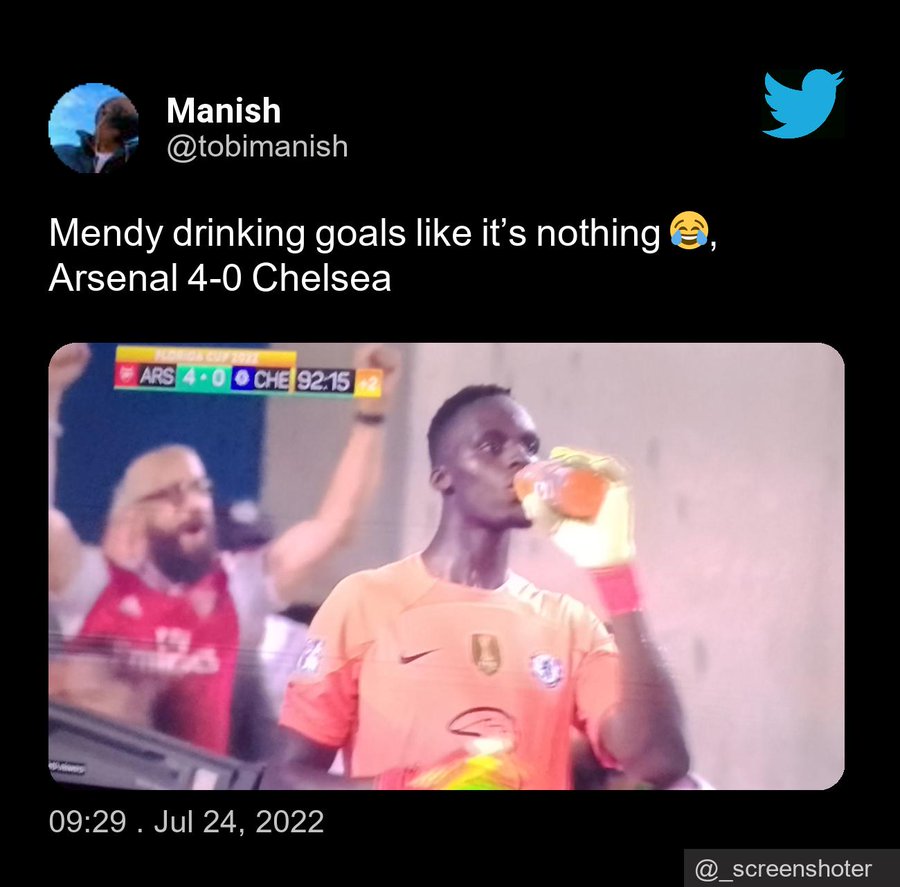 Manish
@tobimanish
Mendy drinking goals like it’s nothing 😂,
Arsenal 4-0 Chelsea
FLORIDA CUP 2022
ARS 4-0 CHE 92:15 +2
09:29 . Jul 24, 2022
@_screenshoter